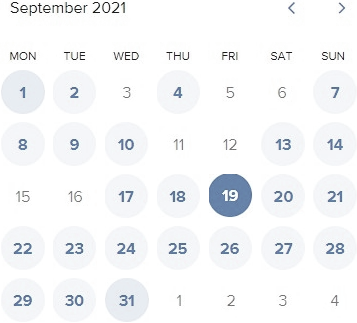 September 2021 < >
MON TUE WED THU FRI SAT SUN
1 2 3 4 5 6 7
8 9 10 11 12 13 14
15 16 17 18 19 20 21
22 23 24 25 26 27 28
29 30 31 1 2 3 4